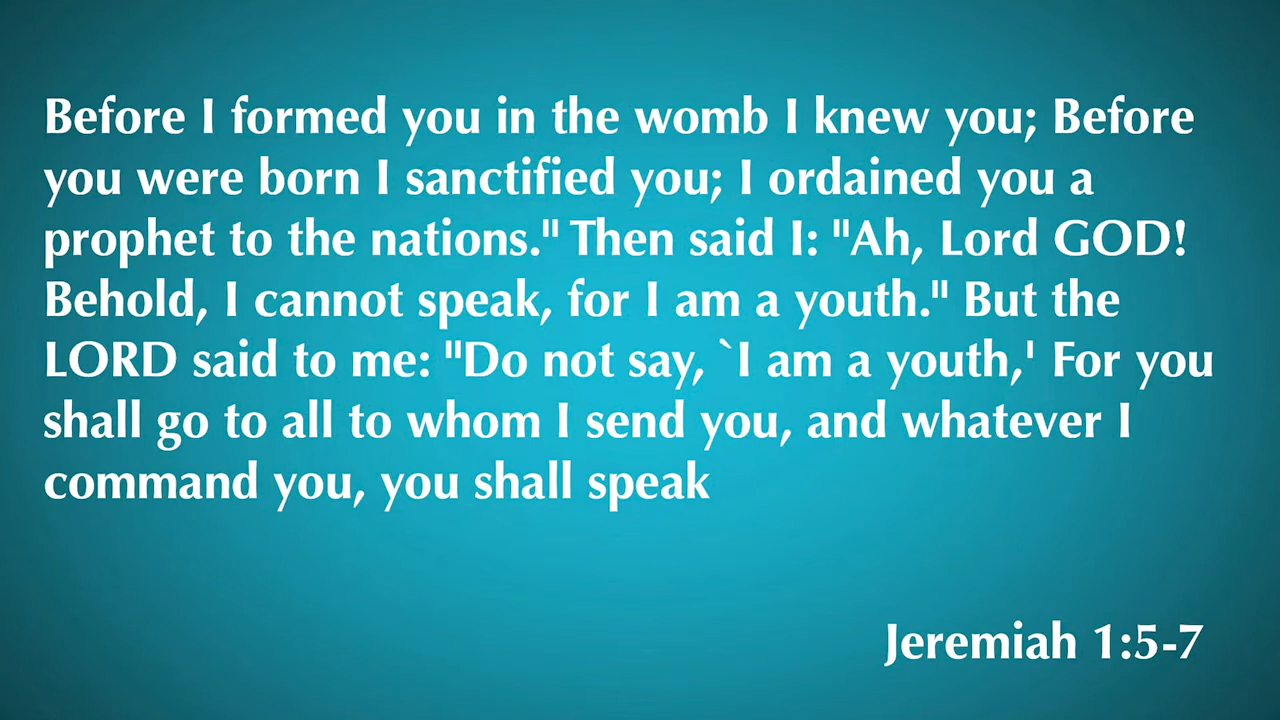 Before I formed you in the womb I knew you; Before
you were born I sanctified you; I ordained you a
prophet to the nations." Then said I: "Ah, Lord GOD!
Behold, I cannot speak, for I am a youth." But the
LORD said to me: "Do not say, `I am a youth,' For you
shall go to all to whom I send you, and whatever I
command you, you shall speak
Jeremiah 1:5-7